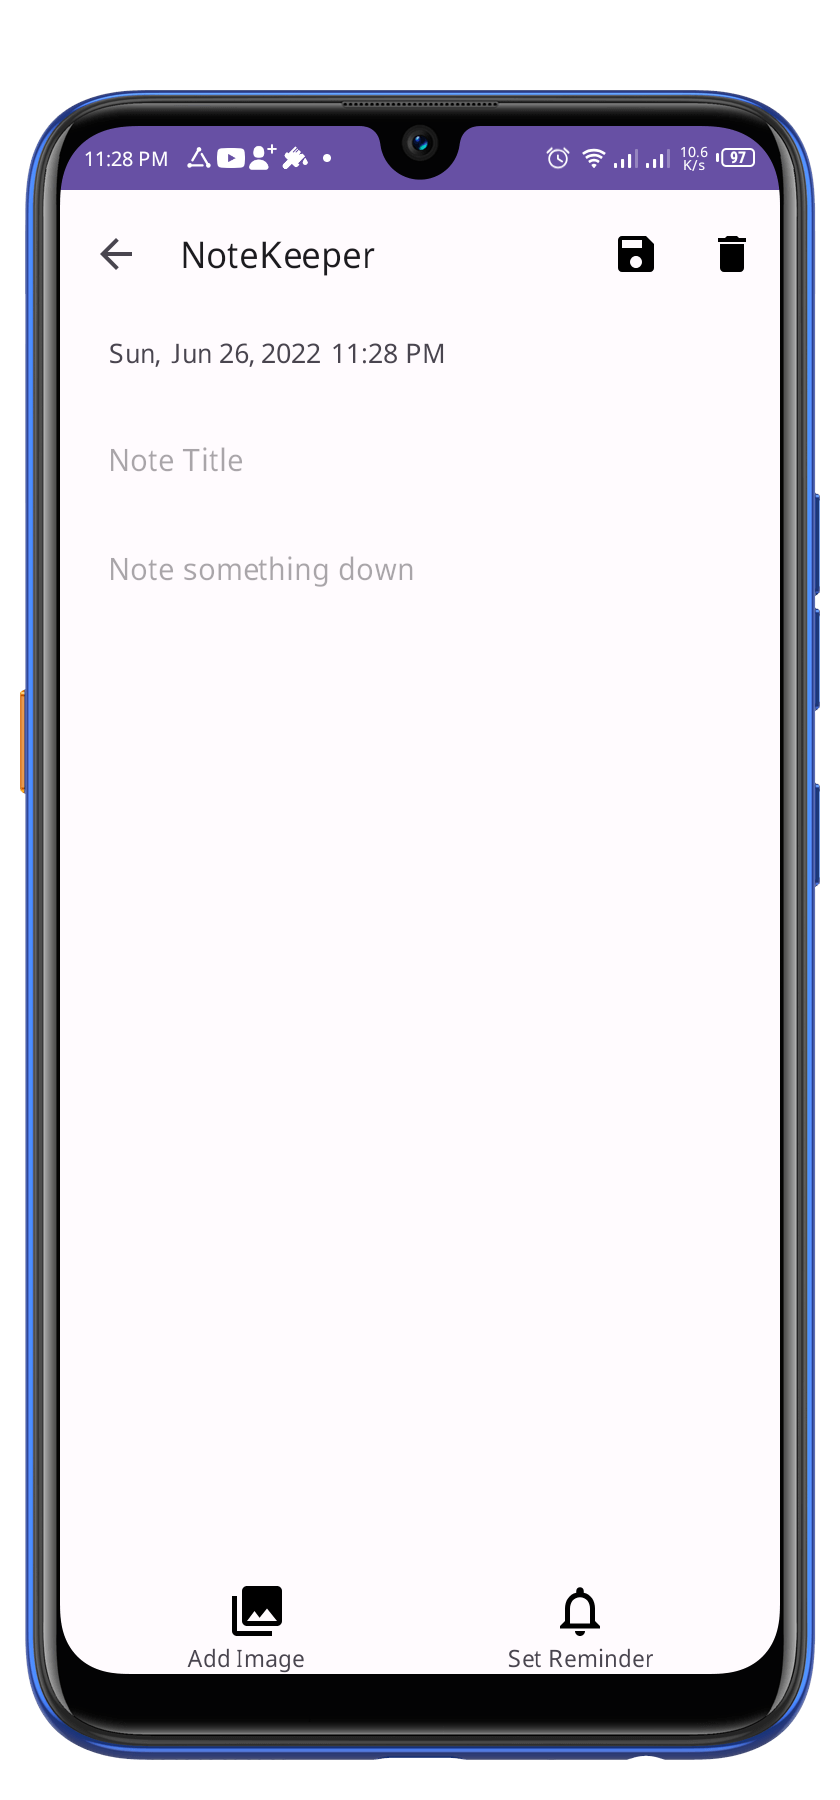 11:28 PM 10.6 K/s 97
NoteKeeper
Sun, Jun 26, 2022 11:28 PM
Note Title
Note something down
Add Image Set Reminder